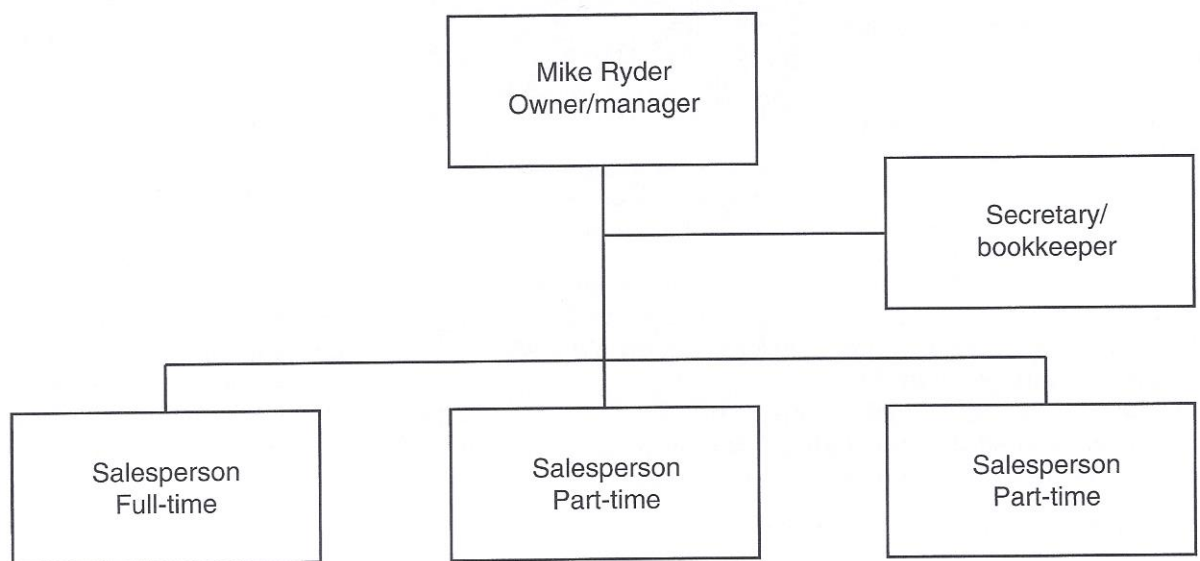 Mike Ryder
Owner/manager
Secretary/
bookkeeper
Salesperson
Full-time
Salesperson
Part-time
Salesperson
Part-time